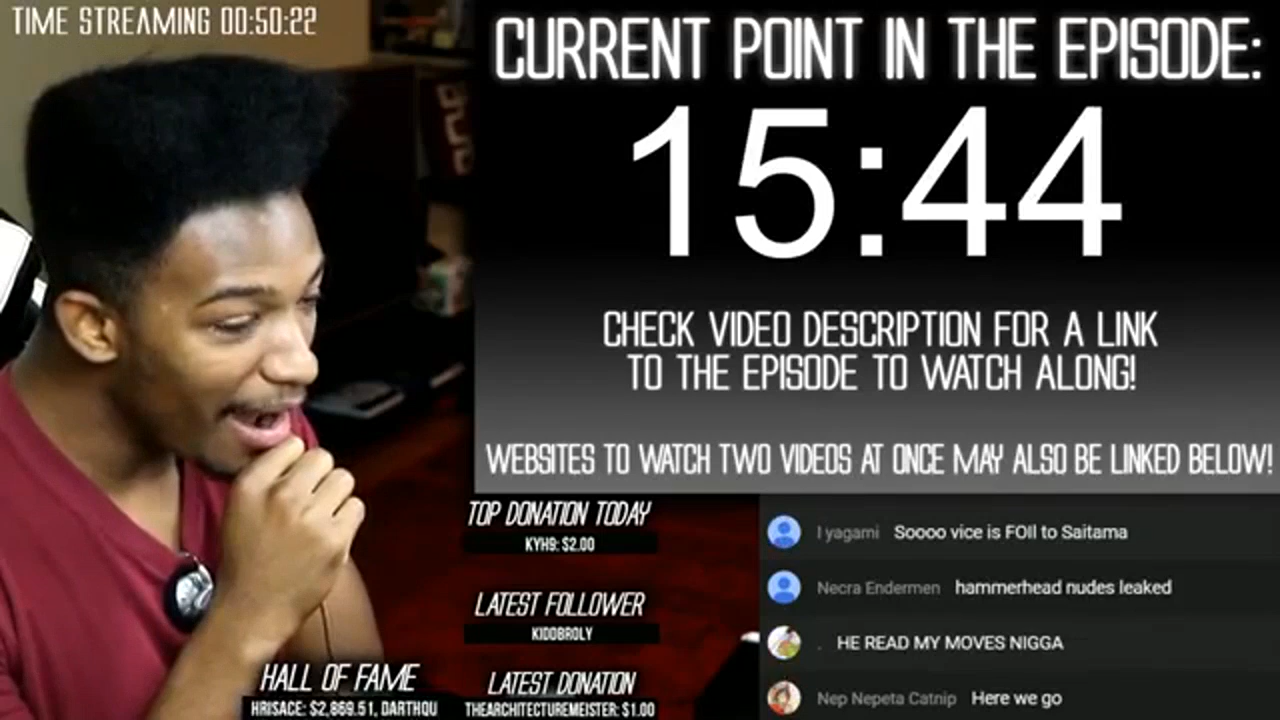 TIME STREAMING 00:50:22
CURRENT POINT IN THE EPISODE:
15:44
CHECK VIDEO DESCRIPTION FOR A LINK
TO THE EPISODE TO WATCH ALONG!
WEBSITES TO WATCH TWO VIDEOS AT ONCE MAY ALSO BE LINKED BELOW!
TOP DONATION TODAY
KYH9: $2.00
LATEST FOLLOWER
KIDOBROLY
HALL OF FAME
HRISACE: $2,869.51, DARTHQU
LATEST DONATION
THEARCHITECTUREMEISTER: $1.00
I yagami Soooo vice is FOIl to Saitama
Necra Endermen hammerhead nudes leaked
. HE READ MY MOVES NIGGA
Nep Nepeta Catnip Here we go